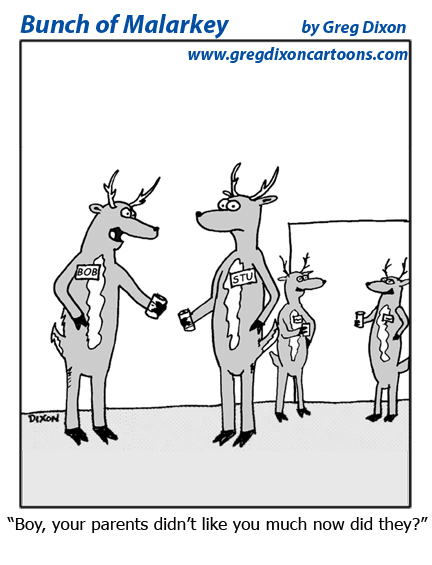 Bunch of Malarkey by Greg Dixon
www.gregdixoncartoons.com
BOB
STU
DIXON
“Boy, your parents didn’t like you much now did they?”